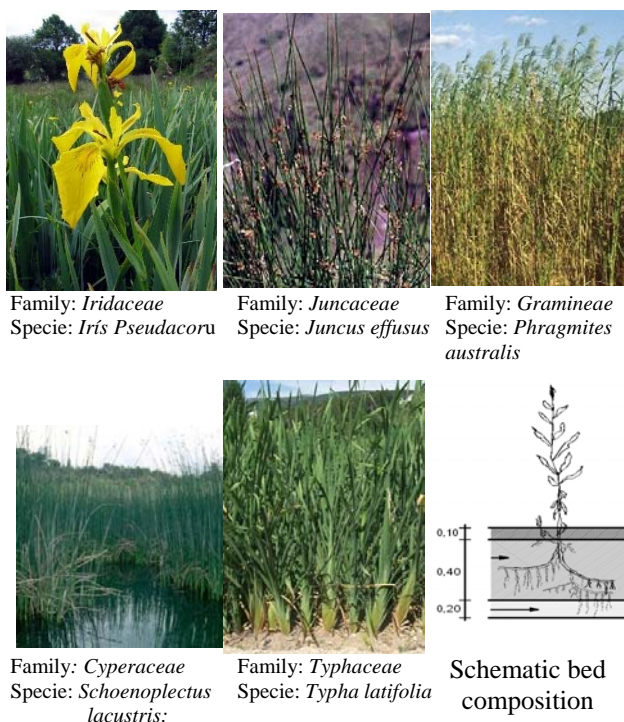 Family: Iridaceae
Specie: Irís Pseudacoru
Family: Juncaceae
Specie: Juncus effusus
Family: Gramineae
Specie: Phragmites
australis
Family: Cyperaceae
Specie: Schoenoplectus
lacustris:
Family: Typhaceae
Specie: Typha latifolia
0,10
0,40
0,20
Schematic bed
composition